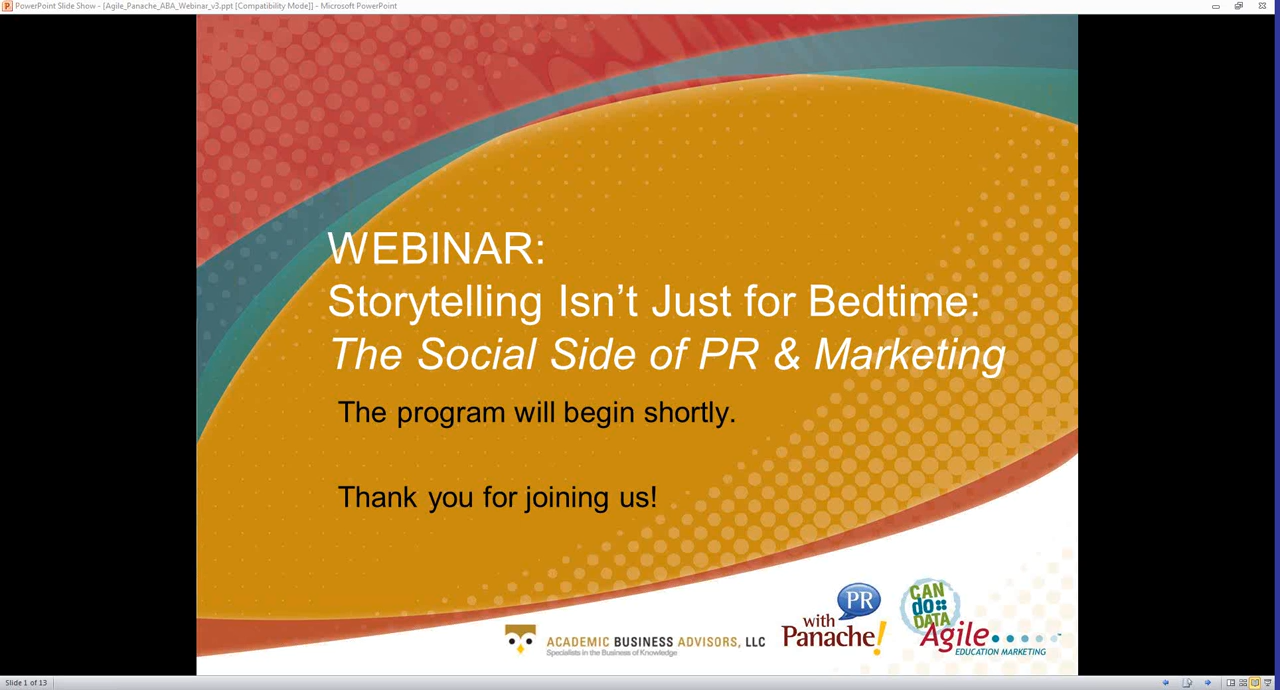 PowerPoint Slide Show - [Agile_Panache_ABA_Webinar_v3.ppt [Compatibility Mode]] - Microsoft PowerPoint
WEBINAR:
Storytelling Isn’t Just for Bedtime:
The Social Side of PR & Marketing
The program will begin shortly.
Thank you for joining us!
ACADEMIC BUSINESS ADVISORS, LLC
Specialists in the Business of Knowledge
PR
with
Panache!
CAN
do
DATA
Agile
EDUCATION MARKETING
Slide 1 of 13